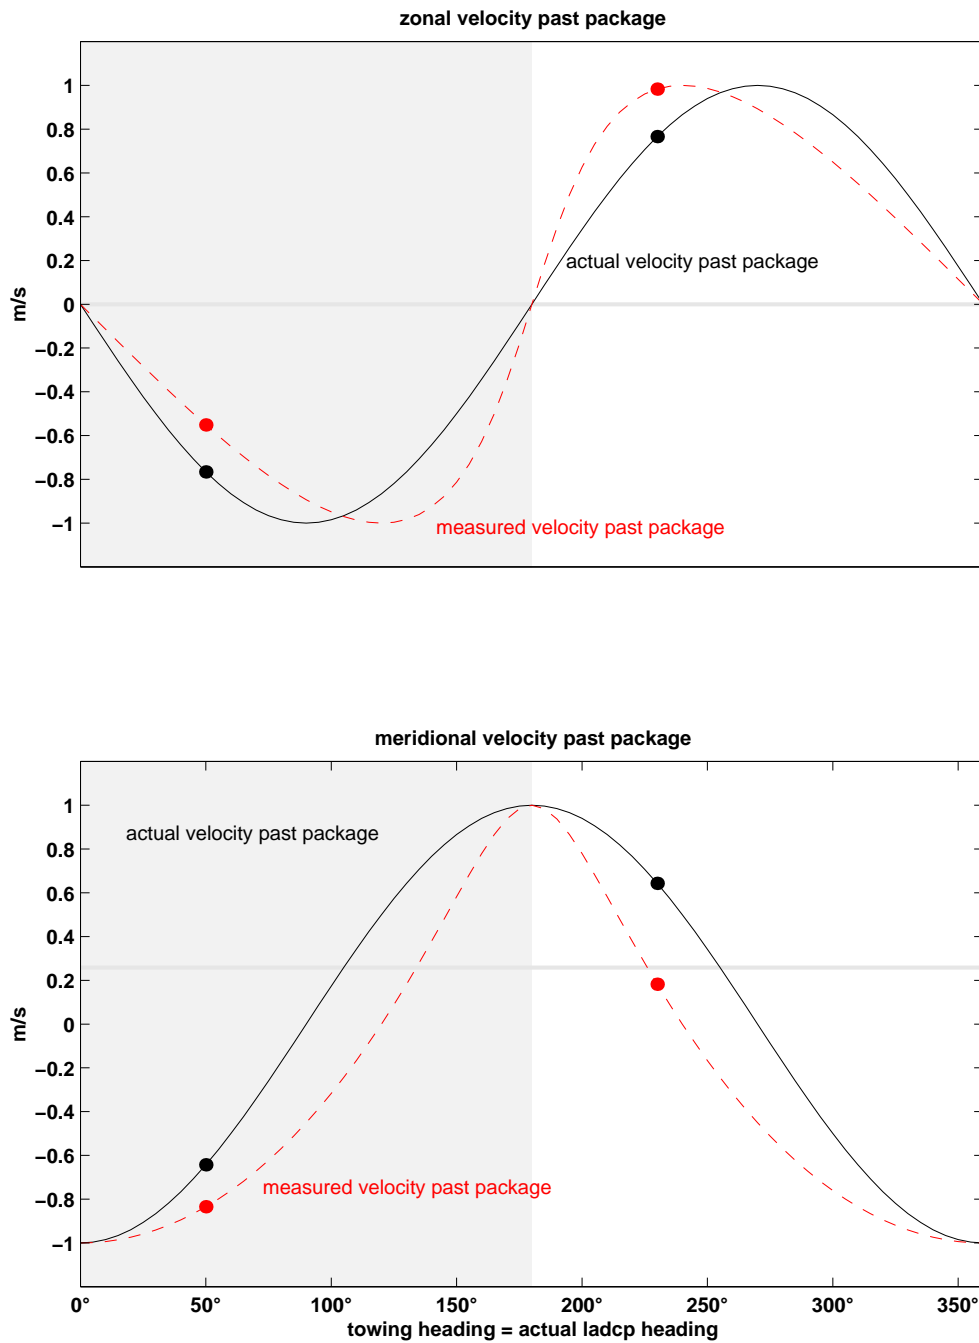 zonal velocity past package
1
0.8
0.6
0.4
0.2
0
−0.2
−0.4
−0.6
−0.8
−1
m/s
actual velocity past package
measured velocity past package
meridional velocity past package
1
0.8
0.6
0.4
0.2
0
−0.2
−0.4
−0.6
−0.8
−1
m/s
actual velocity past package
measured velocity past package
0° 50° 100° 150° 200° 250° 300° 350°
towing heading = actual ladcp heading